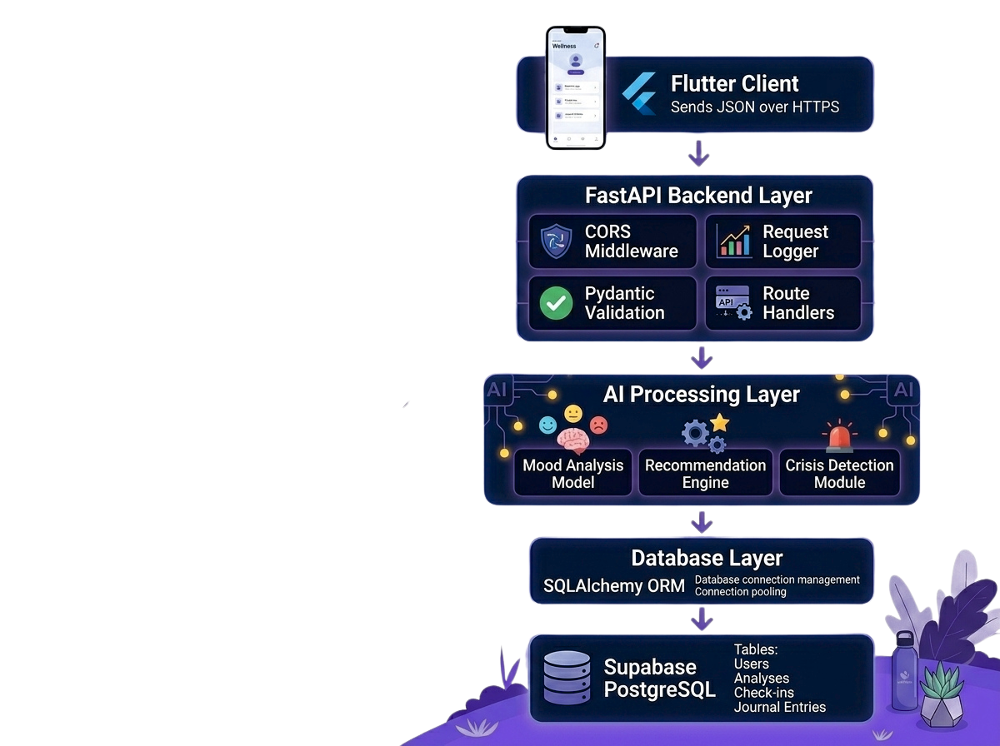 Wellness
Flutter Client
Sends JSON over HTTPS
FastAPI Backend Layer
CORS
Middleware
Request
Logger
Pydantic
Validation
API
Route
Handlers
AI
AI Processing Layer
AI
Mood Analysis
Model
Recommendation
Engine
Crisis Detection
Module
Database Layer
SQLAlchemy ORM
Database connection management
Connection pooling
Supabase
PostgreSQL
Tables:
Users
Analyses
Check-ins
Journal Entries